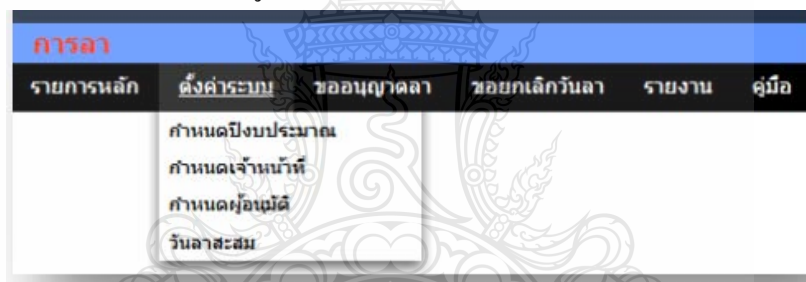 การลา
รายการหลัก ตั้งค่าระบบ ขออนุญาตลา ขอยกเลิกวันลา รายงาน คู่มือ
กำหนดปีงบประมาณ
กำหนดเจ้าหน้าที่
กำหนดผู้อนุมัติ
วันลาสะสม